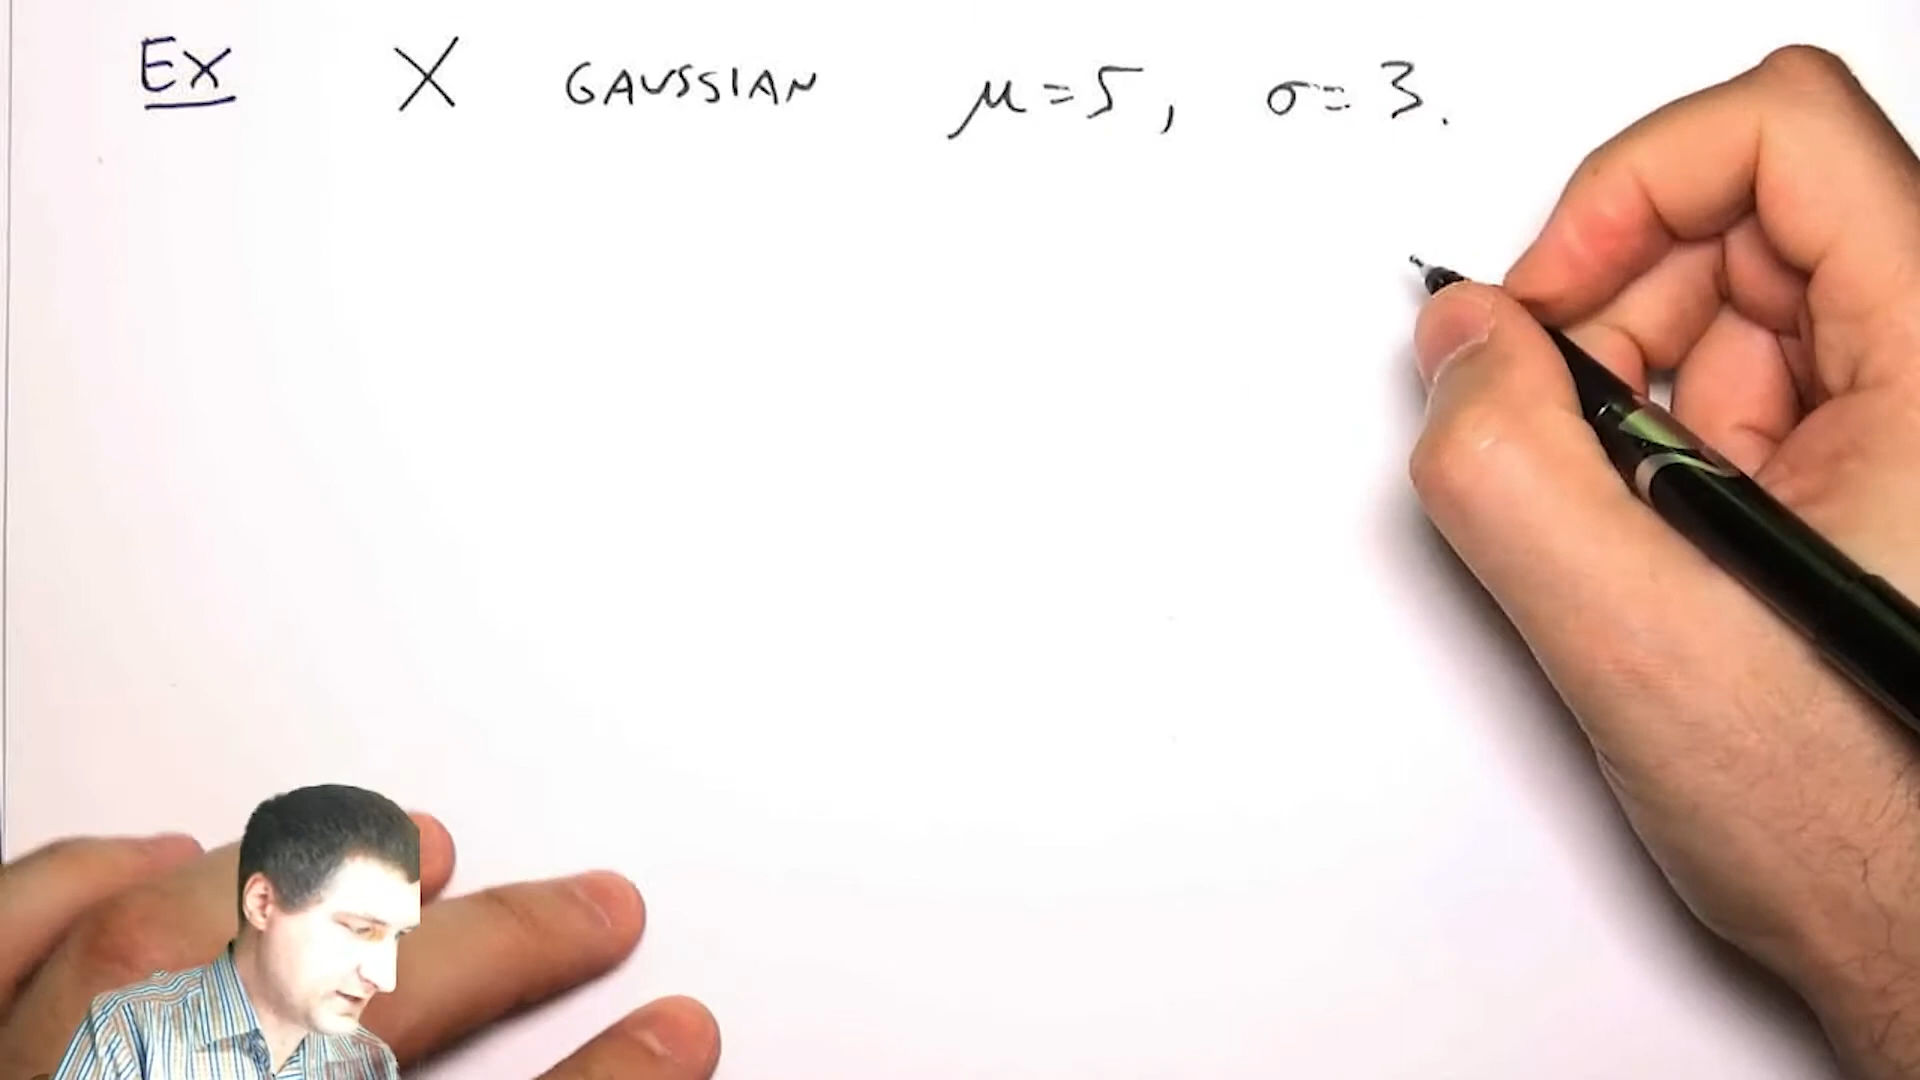 Ex X GAUSSIAN μ=5, σ=3.